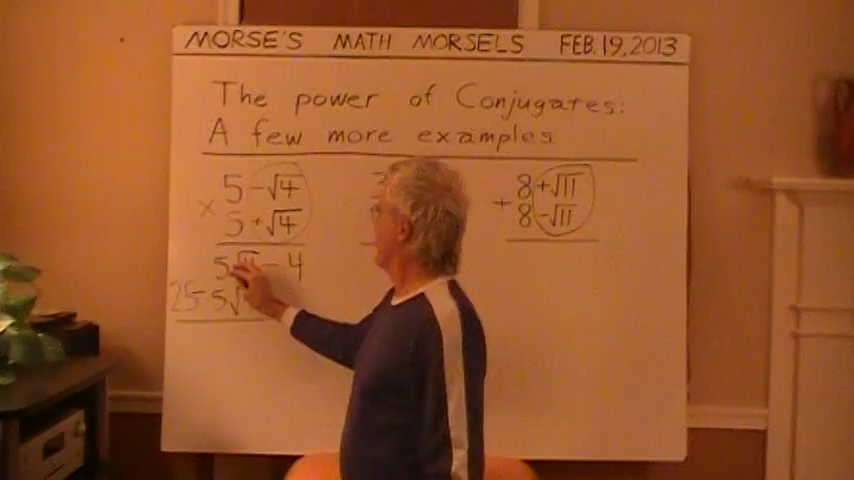 MORSE'S MATH MORSELS FEB. 19, 2013
The power of Conjugates:
A few more examples.
5 -√4
× 5 +√4
5√4 - 4
25 - 5√
8 +√11
+ 8 -√11